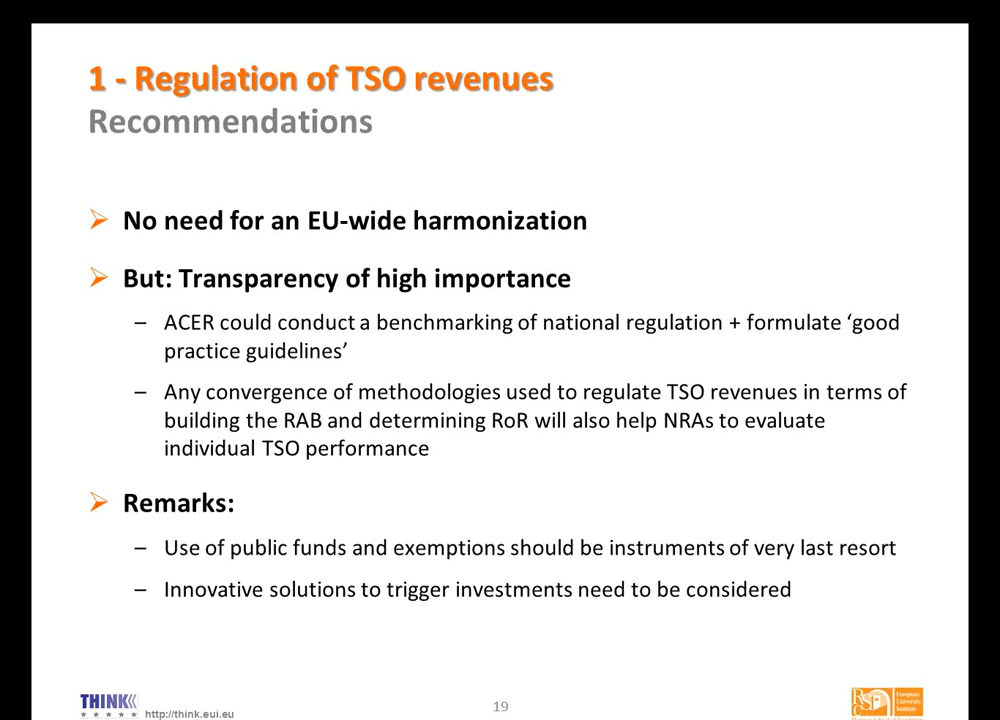 1 - Regulation of TSO revenues
Recommendations
No need for an EU-wide harmonization
But: Transparency of high importance
– ACER could conduct a benchmarking of national regulation + formulate ‘good
practice guidelines’
– Any convergence of methodologies used to regulate TSO revenues in terms of
building the RAB and determining RoR will also help NRAs to evaluate
individual TSO performance
Remarks:
– Use of public funds and exemptions should be instruments of very last resort
– Innovative solutions to trigger investments need to be considered
THINK
http://think.eui.eu
19
European
University
Institute